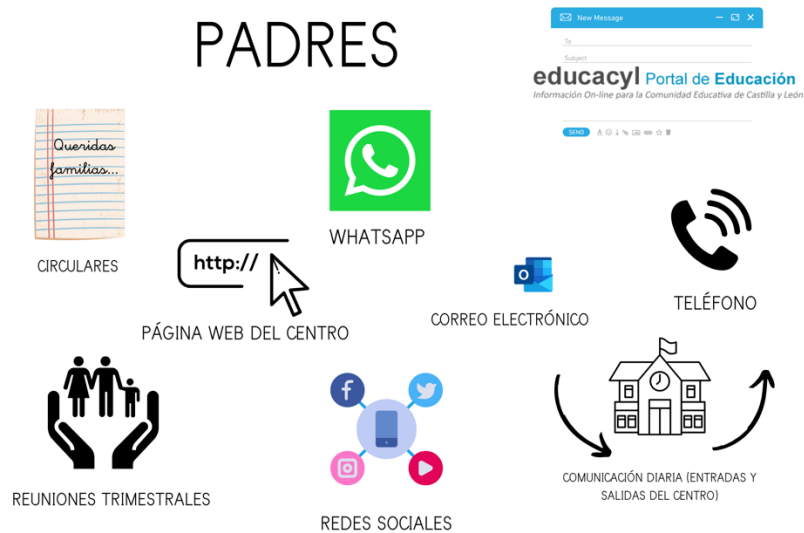 PADRES
New Message
To
Subject
educacyl Portal de Educación
Información On-line para la Comunidad Educativa de Castilla y León
SEND
Queridas
familias...
CIRCULARES
WHATSAPP
http://
PÁGINA WEB DEL CENTRO
CORREO ELECTRÓNICO
TELÉFONO
REUNIONES TRIMESTRALES
REDES SOCIALES
COMUNICACIÓN DIARIA (ENTRADAS Y
SALIDAS DEL CENTRO)